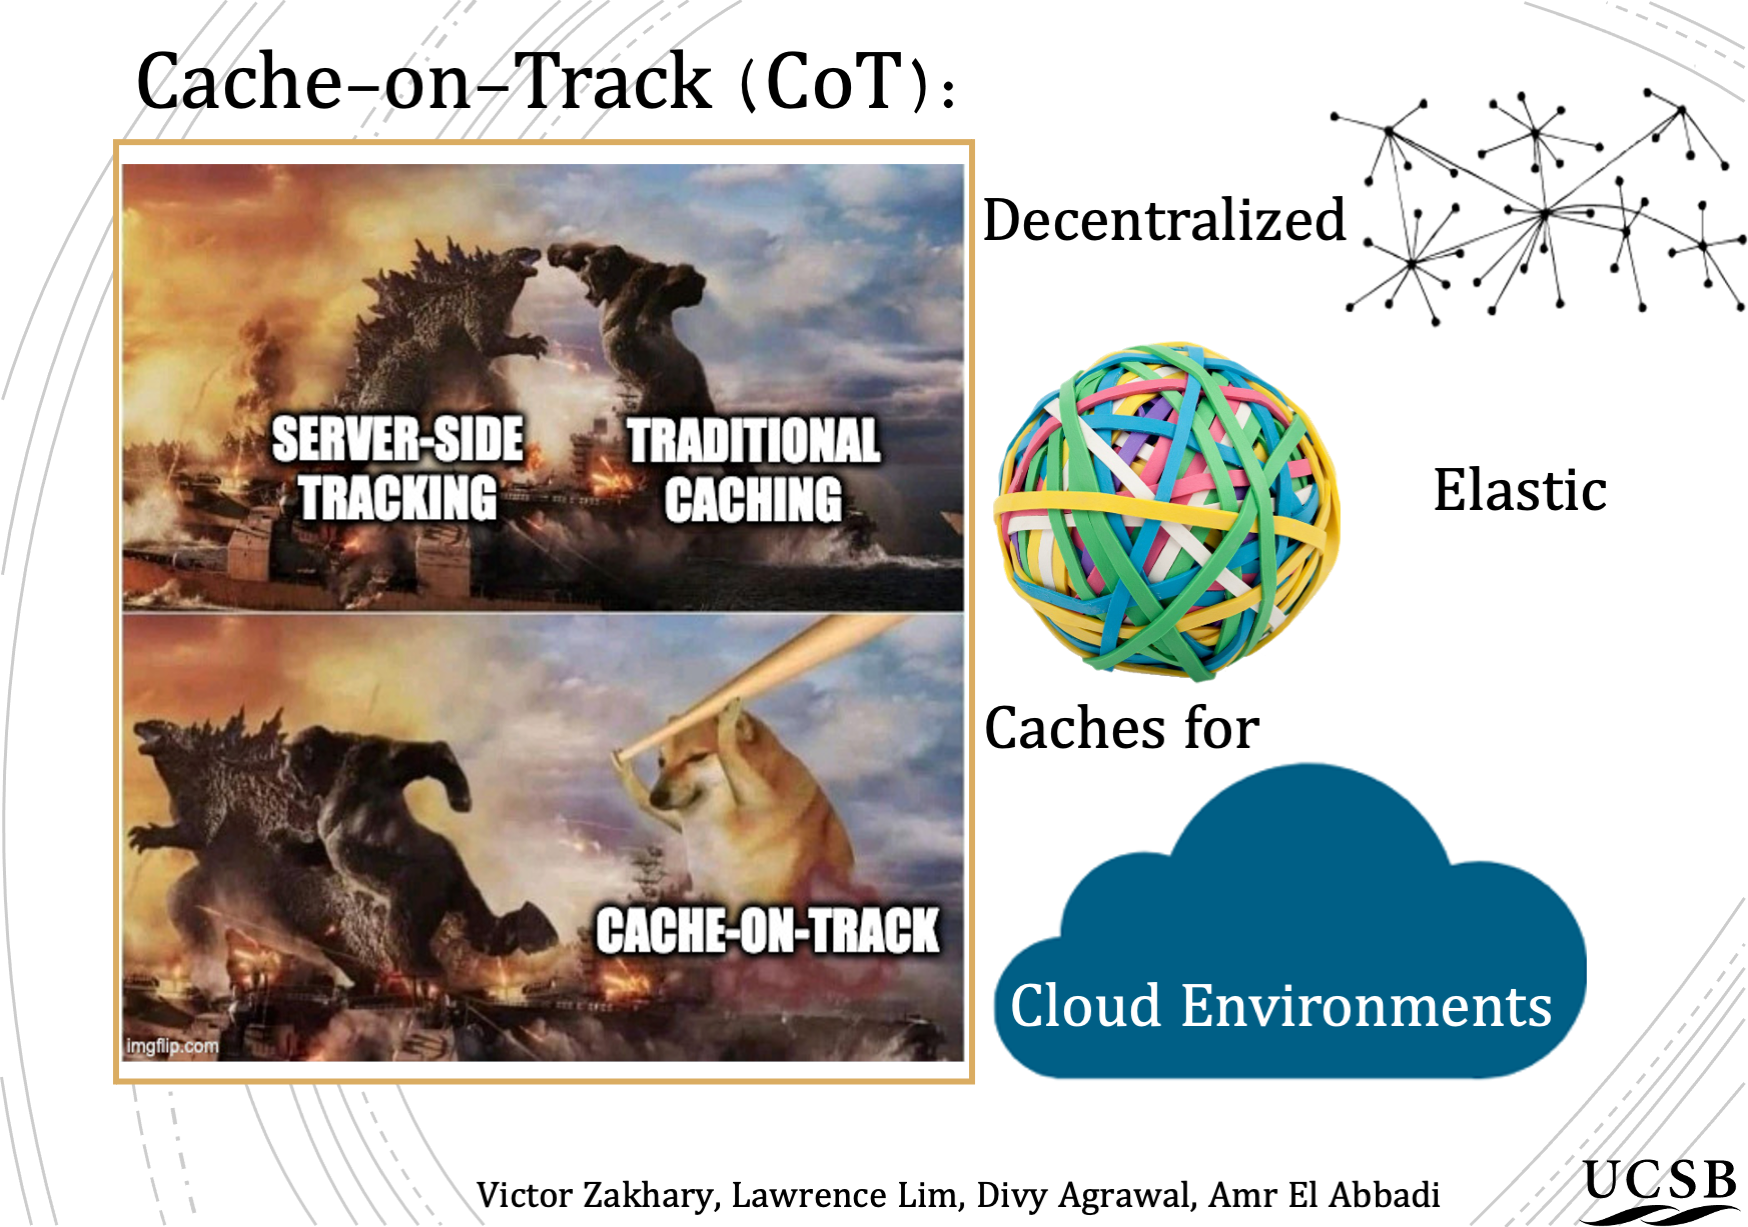 Cache-on-Track (CoT):
SERVER-SIDE
TRACKING
TRADITIONAL
CACHING
CACHE-ON-TRACK
imgflip.com
Decentralized
Elastic
Caches for
Cloud Environments
Victor Zakhary, Lawrence Lim, Divy Agrawal, Amr El Abbadi
UCSB